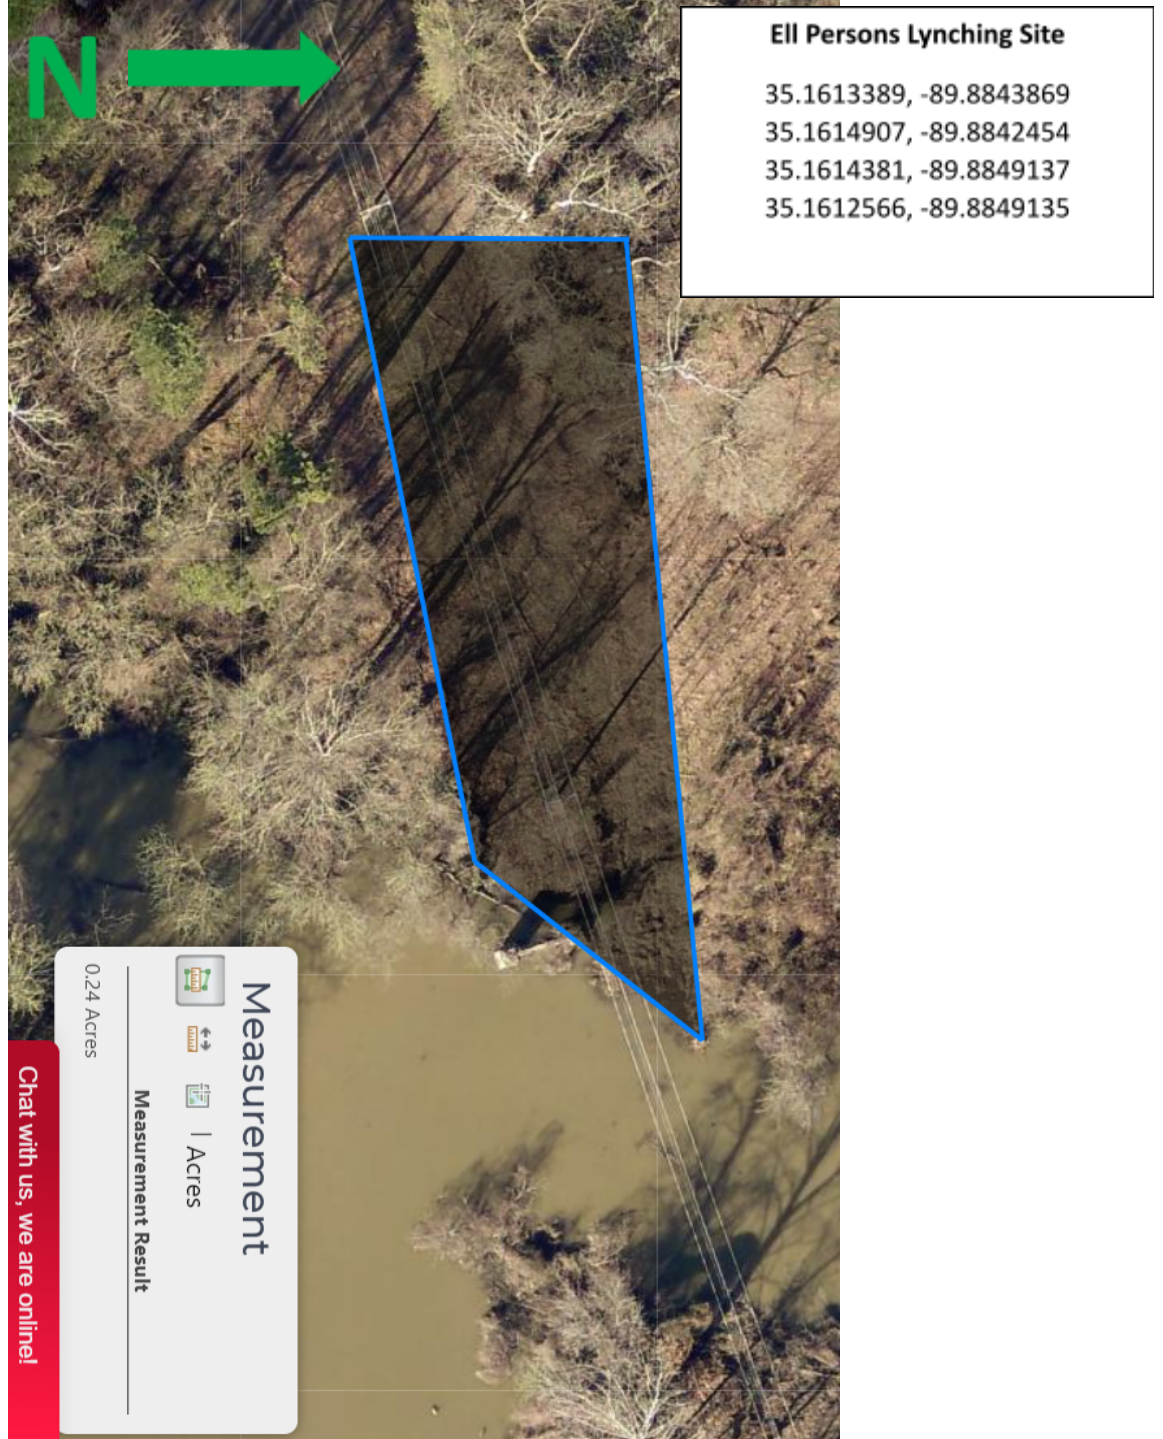 N
Ell Persons Lynching Site
35.1613389, -89.8843869
35.1614907, -89.8842454
35.1614381, -89.8849137
35.1612566, -89.8849135
Measurement
| Acres
Measurement Result
0.24 Acres
Chat with us, we are online!